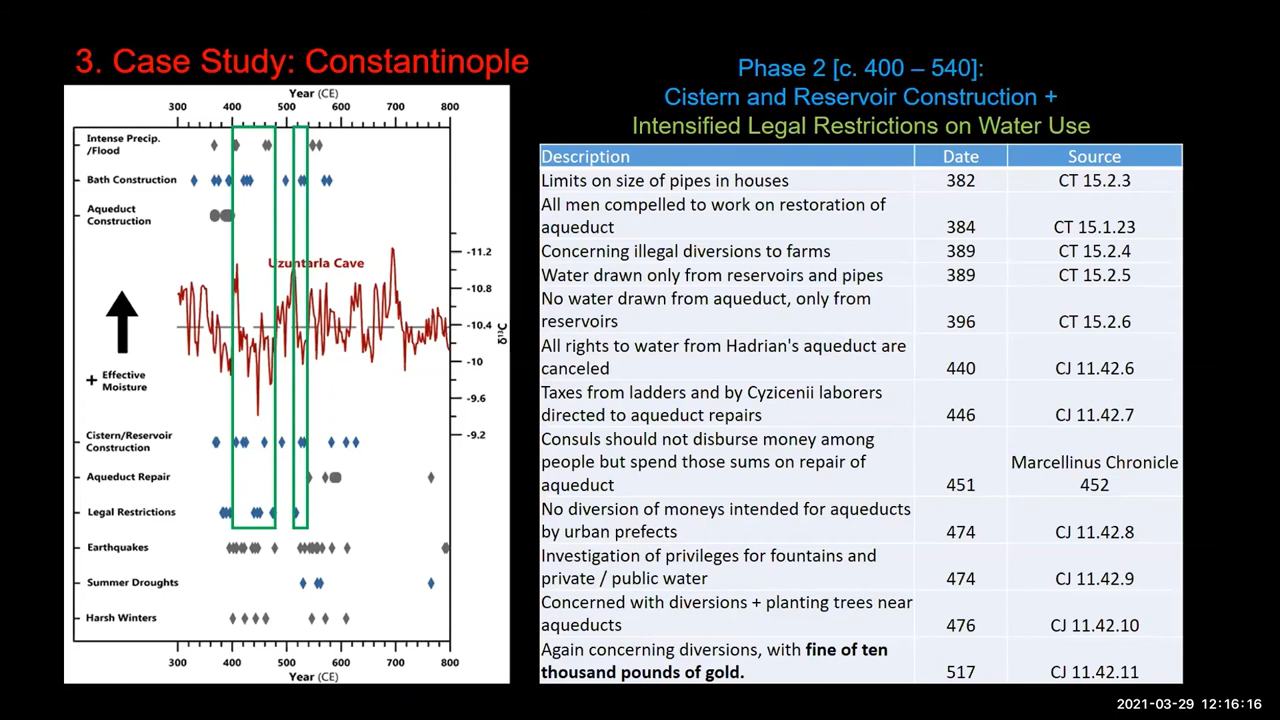 3. Case Study: Constantinople
Year (CE)
300 400 500 600 700 800
Intense Precip.
/Flood
Bath Construction
Aqueduct
Construction
Uzuntarla Cave
-11.2
-10.8
-10.4
-10
-9.6
-9.2
δ¹³C
+ Effective
Moisture
Cistern/Reservoir
Construction
Aqueduct Repair
Legal Restrictions
Earthquakes
Summer Droughts
Harsh Winters
300 400 500 600 700 800
Year (CE)
Phase 2 [c. 400 – 540]:
Cistern and Reservoir Construction +
Intensified Legal Restrictions on Water Use
Description Date Source
Limits on size of pipes in houses 382 CT 15.2.3
All men compelled to work on restoration of
aqueduct 384 CT 15.1.23
Concerning illegal diversions to farms 389 CT 15.2.4
Water drawn only from reservoirs and pipes 389 CT 15.2.5
No water drawn from aqueduct, only from
reservoirs 396 CT 15.2.6
All rights to water from Hadrian's aqueduct are
canceled 440 CJ 11.42.6
Taxes from ladders and by Cyzicenii laborers
directed to aqueduct repairs 446 CJ 11.42.7
Consuls should not disburse money among
people but spend those sums on repair of Marcellinus Chronicle
aqueduct 451 452
No diversion of moneys intended for aqueducts
by urban prefects 474 CJ 11.42.8
Investigation of privileges for fountains and
private / public water 474 CJ 11.42.9
Concerned with diversions + planting trees near
aqueducts 476 CJ 11.42.10
Again concerning diversions, with fine of ten
thousand pounds of gold. 517 CJ 11.42.11
2021-03-29 12:16:16